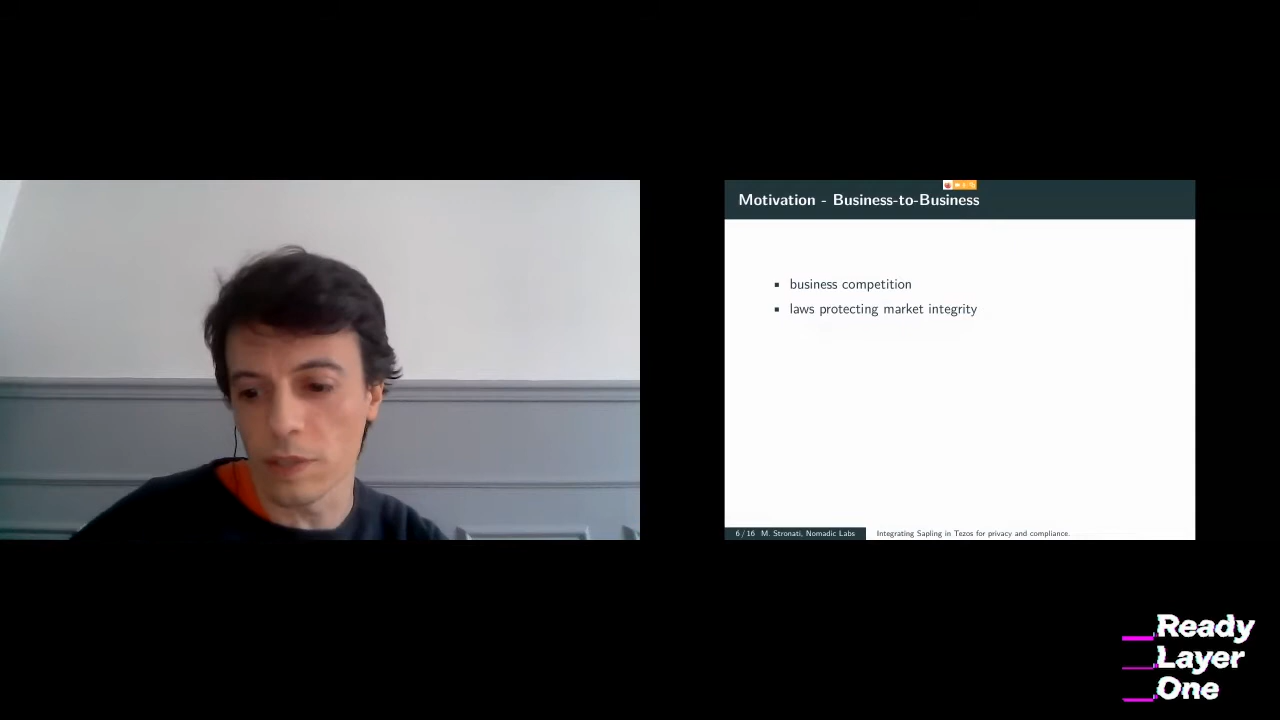 Motivation - Business-to-Business
business competition
laws protecting market integrity
6 / 16 M. Stronati, Nomadic Labs
Integrating Sapling in Tezos for privacy and compliance.
Ready
Layer
One